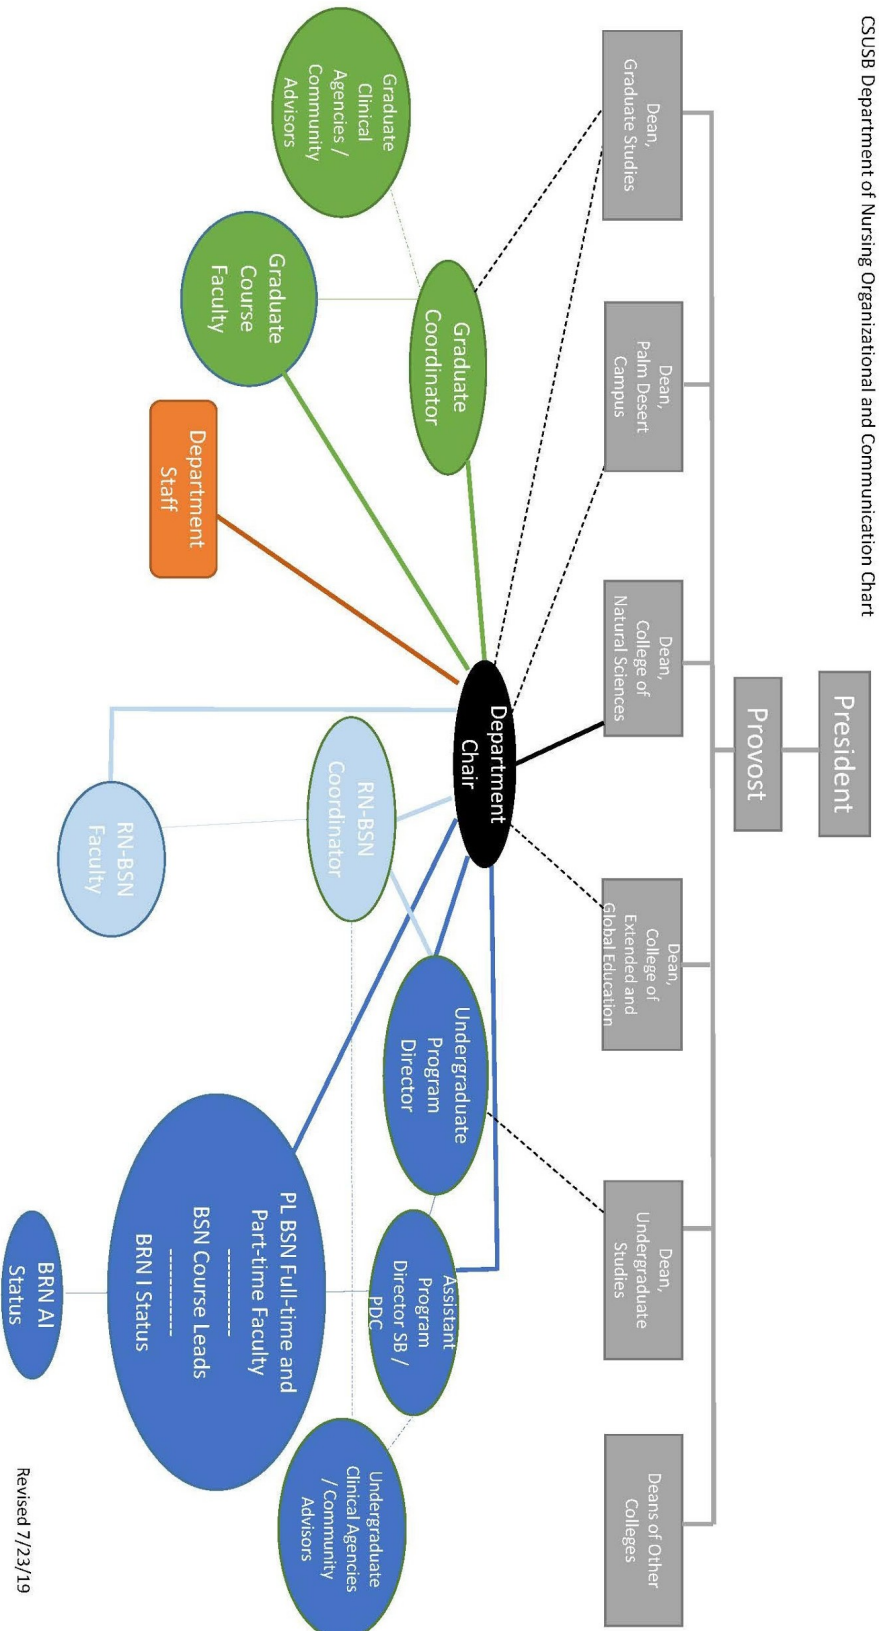 CSUSB Department of Nursing Organizational and Communication Chart
President
Provost
Dean,
Graduate Studies
Dean,
Palm Desert
Campus
Dean,
College of
Natural Sciences
Dean,
College of
Extended and
Global Education
Dean,
Undergraduate
Studies
Deans of Other
Colleges
Department
Chair
Graduate
Coordinator
Graduate
Clinical
Agencies /
Community
Advisors
Graduate
Course
Faculty
Department
Staff
RN-BSN
Coordinator
RN-BSN
Faculty
Undergraduate
Program
Director
Assistant
Program
Director SB /
PDC
PL BSN Full-time and
Part-time Faculty
------------
BSN Course Leads
------------
BRN I Status
Undergraduate
Clinical Agencies
/ Community
Advisors
BRN AI
Status
Revised 7/23/19